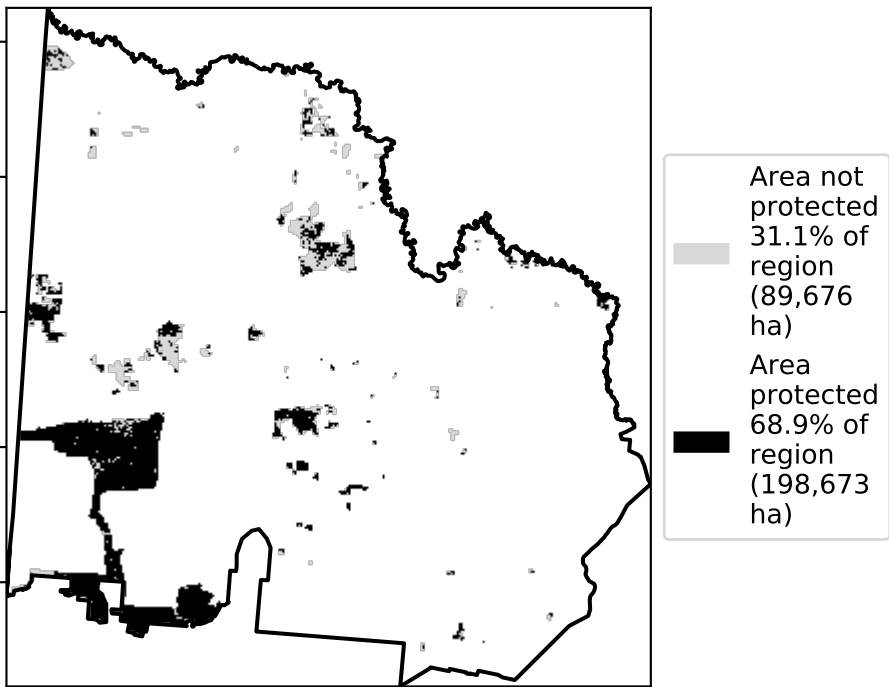 Area not
protected
31.1% of
region
(89,676
ha)
Area
protected
68.9% of
region
(198,673
ha)